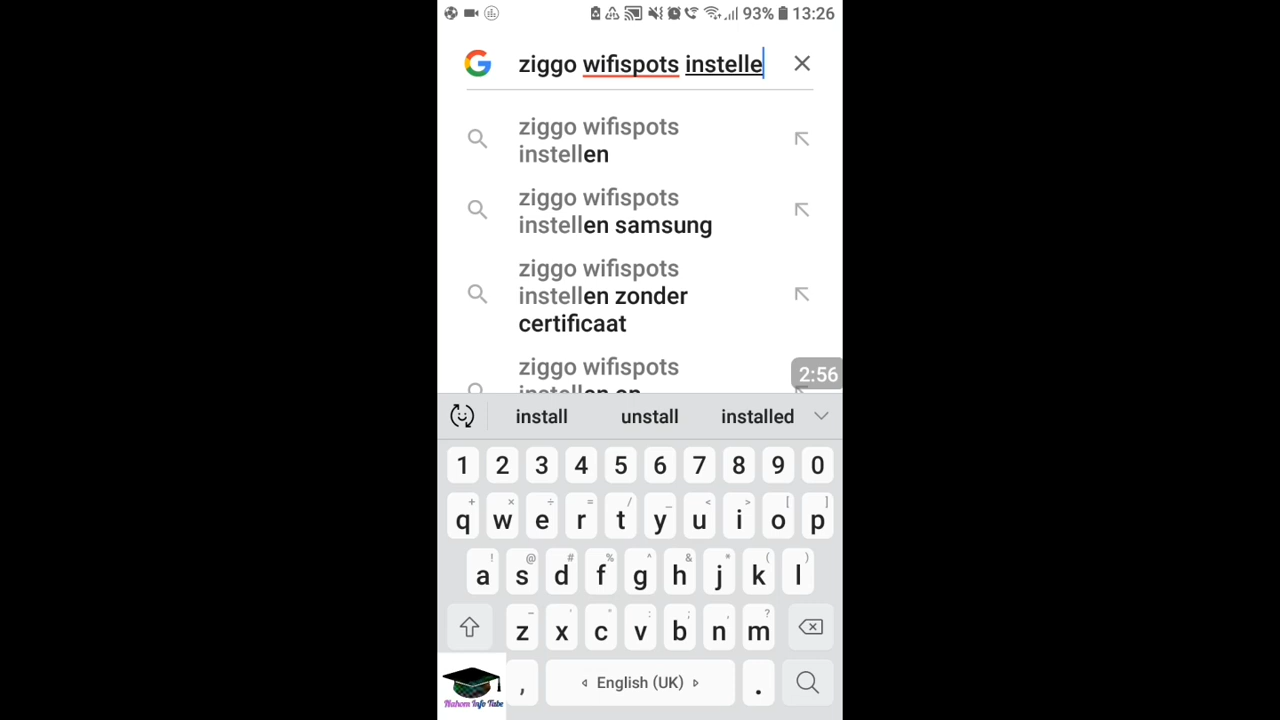 93% 13:26
ziggo wifispots instelle
ziggo wifispots
instellen
ziggo wifispots
instellen samsung
ziggo wifispots
instellen zonder
certificaat
ziggo wifispots
instellen en
2:56
install unstall installed
1 2 3 4 5 6 7 8 9 0
+ × ÷ = / _ < > [ ]
q w e r t y u i o p
! @ # % ^ & * ( )
a s d f g h j k l
- ' " : ; , ?
z x c v b n m
Nahom Info Tube
, English (UK) .